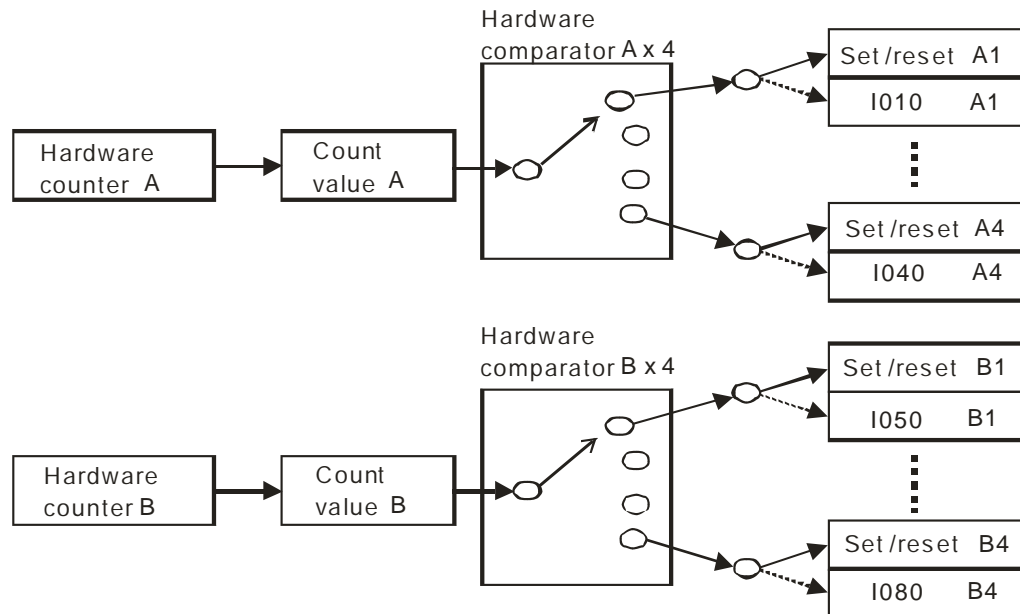 Hardware
comparator A x 4
Set/reset A1
I010 A1
Hardware
counter A
Count
value A
Set/reset A4
I040 A4
Hardware
comparator B x 4
Set/reset B1
I050 B1
Hardware
counter B
Count
value B
Set/reset B4
I080 B4